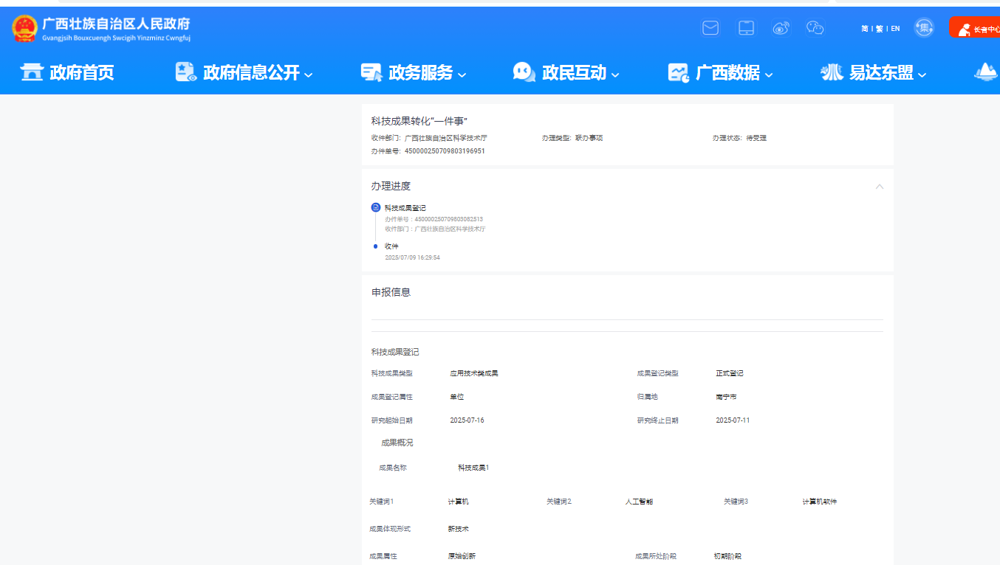 广西壮族自治区人民政府
Gvangjsih Bouxcuengh Swcigih Yinzminz Cwngfuj
简 | 繁 | EN
集
长者中心
政府首页 政府信息公开 政务服务 政民互动 广西数据 易达东盟
科技成果转化“一件事”
收件部门: 广西壮族自治区科学技术厅 办理类型: 联办事项 办理状态: 待受理
办件单号: 450000250709803196951
办理进度
科技成果登记
办件单号：450000250709803082513
收件部门：广西壮族自治区科学技术厅
收件
2025/07/09 16:29:54
申报信息
科技成果登记
科技成果类型 应用技术类成果 成果登记类型 正式登记
成果登记属性 单位 归属地 南宁市
研究起始日期 2025-07-16 研究终止日期 2025-07-11
成果概况
成果名称 科技成果1
关键词1 计算机 关键词2 人工智能 关键词3 计算机软件
成果体现形式 新技术
成果属性 原始创新 成果所处阶段 初期阶段